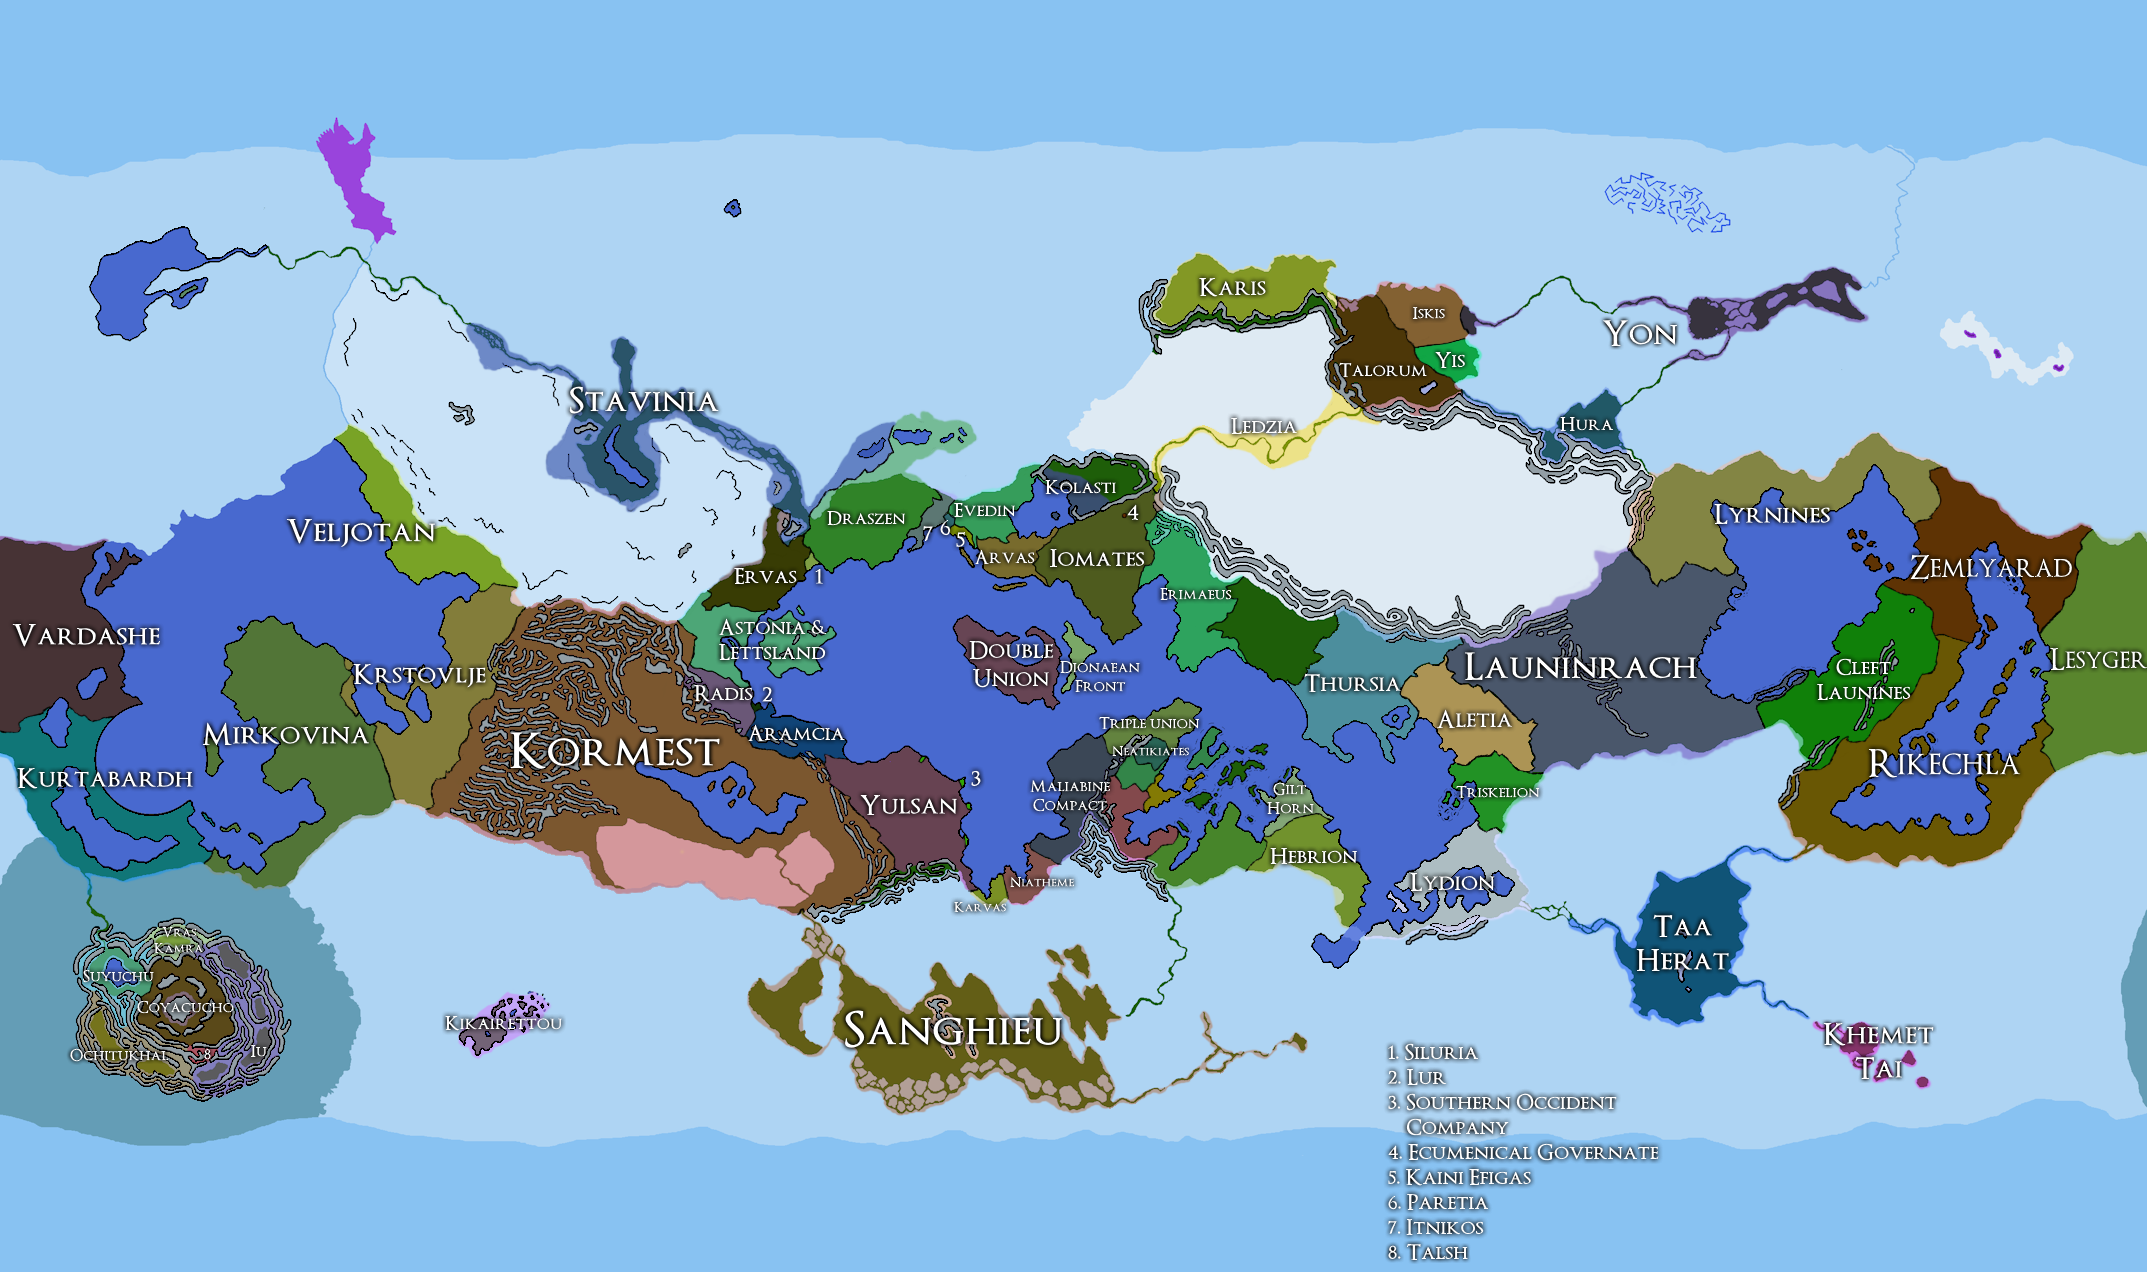 Karis
Iskis
Yon
Yis
Talorum
Stavinia
Ledzia
Hura
Kolasti
Evedin
4
Lyrnines
Draszen
7
6
5
Veljotan
Arvas
Iomates
Zemlyarad
Ervas
1
Erimaeus
Vardashe
Astonia &
Lettsland
Double
Union
Dionaean
Front
Launinrach
Cleft
Launines
Lesyger
Krstovlje
Radis
2
Thursia
Mirkovina
Kormest
Aramcia
Triple Union
Neatikiates
Aletia
Kurtabardh
Yulsan
3
Maliabine
Compact
Gilt
Horn
Triskelion
Rikechla
Hebrion
Niatheme
Karvas
Lydion
Taa
Herat
Vras
Kamra
Suyuchu
Coyacucho
Ochitukhal
8
Iu
Kikairettou
Sanghieu
Khemet
Tai
1. Siluria
2. Lur
3. Southern Occident
Company
4. Ecumenical Governate
5. Kaini Efigas
6. Paretia
7. Itnikos
8. Talsh